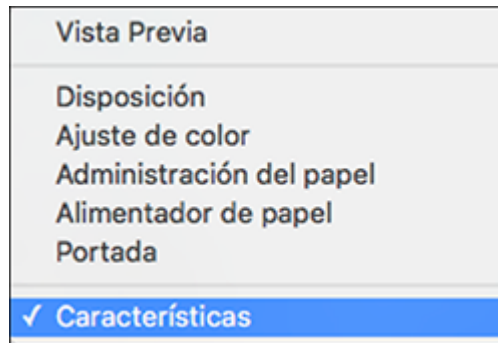 Vista Previa
Disposición
Ajuste de color
Administración del papel
Alimentador de papel
Portada
✓ Características